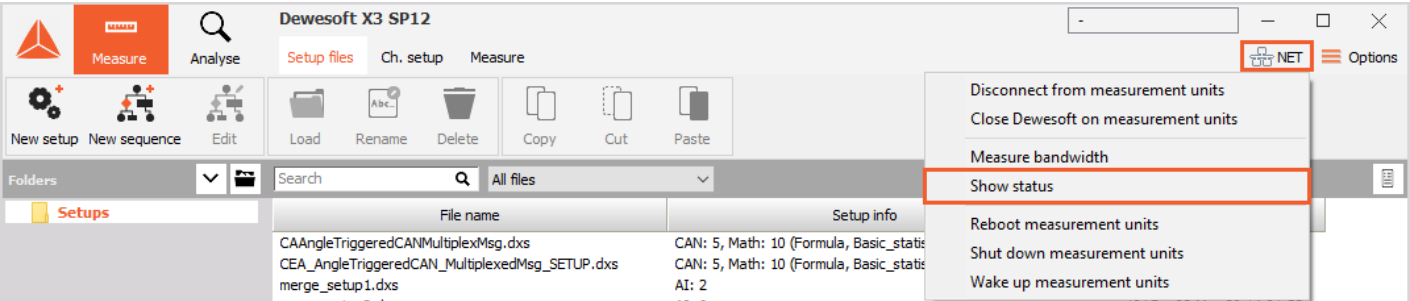 Dewesoft X3 SP12
-
Measure
Analyse
Setup files
Ch. setup
Measure
NET
Options
New setup
New sequence
Edit
Load
Rename
Delete
Copy
Cut
Paste
Abc...
Disconnect from measurement units
Close Dewesoft on measurement units
Measure bandwidth
Show status
Reboot measurement units
Shut down measurement units
Wake up measurement units
Folders
Search
All files
Setups
File name
Setup info
CAAngleTriggeredCANMultiplexMsg.dxs
CAN: 5, Math: 10 (Formula, Basic_statis
CEA_AngleTriggeredCAN_MultiplexedMsg_SETUP.dxs
CAN: 5, Math: 10 (Formula, Basic_statis
merge_setup1.dxs
AI: 2